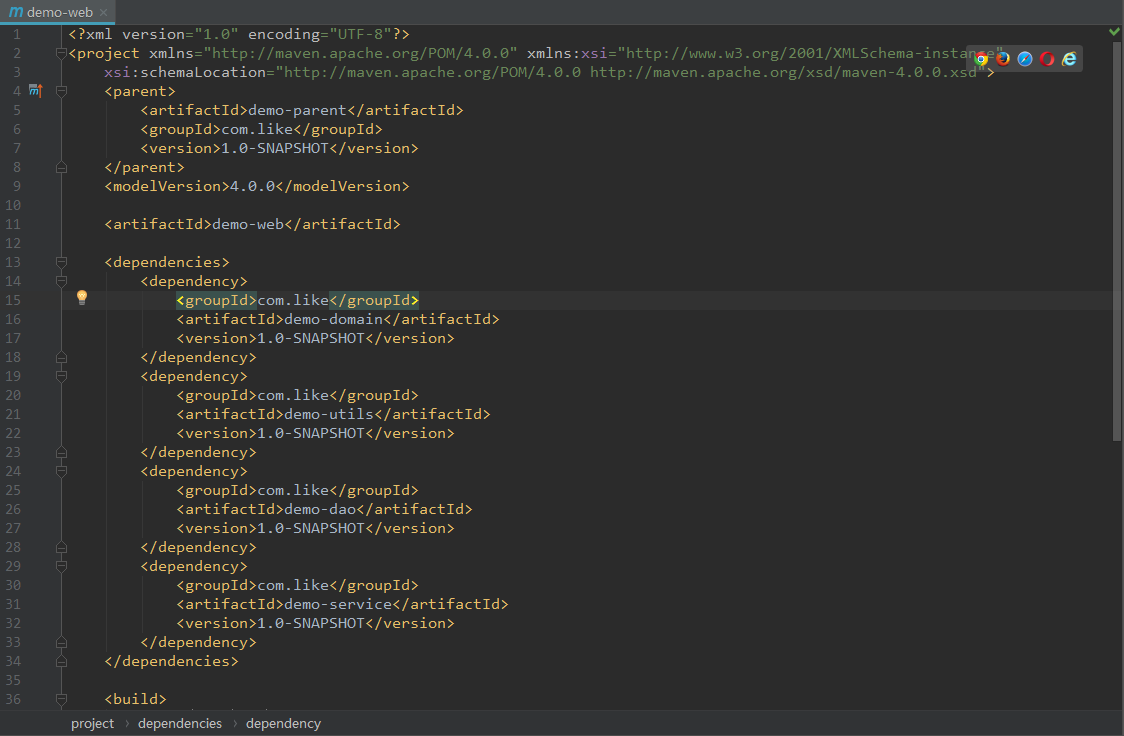 demo-web
1 <?xml version="1.0" encoding="UTF-8"?>
2 <project xmlns="http://maven.apache.org/POM/4.0.0" xmlns:xsi="http://www.w3.org/2001/XMLSchema-instance"
3 xsi:schemaLocation="http://maven.apache.org/POM/4.0.0 http://maven.apache.org/xsd/maven-4.0.0.xsd">
4 <parent>
5 <artifactId>demo-parent</artifactId>
6 <groupId>com.like</groupId>
7 <version>1.0-SNAPSHOT</version>
8 </parent>
9 <modelVersion>4.0.0</modelVersion>
10
11 <artifactId>demo-web</artifactId>
12
13 <dependencies>
14 <dependency>
15 <groupId>com.like</groupId>
16 <artifactId>demo-domain</artifactId>
17 <version>1.0-SNAPSHOT</version>
18 </dependency>
19 <dependency>
20 <groupId>com.like</groupId>
21 <artifactId>demo-utils</artifactId>
22 <version>1.0-SNAPSHOT</version>
23 </dependency>
24 <dependency>
25 <groupId>com.like</groupId>
26 <artifactId>demo-dao</artifactId>
27 <version>1.0-SNAPSHOT</version>
28 </dependency>
29 <dependency>
30 <groupId>com.like</groupId>
31 <artifactId>demo-service</artifactId>
32 <version>1.0-SNAPSHOT</version>
33 </dependency>
34 </dependencies>
35
36 <build>
project › dependencies › dependency